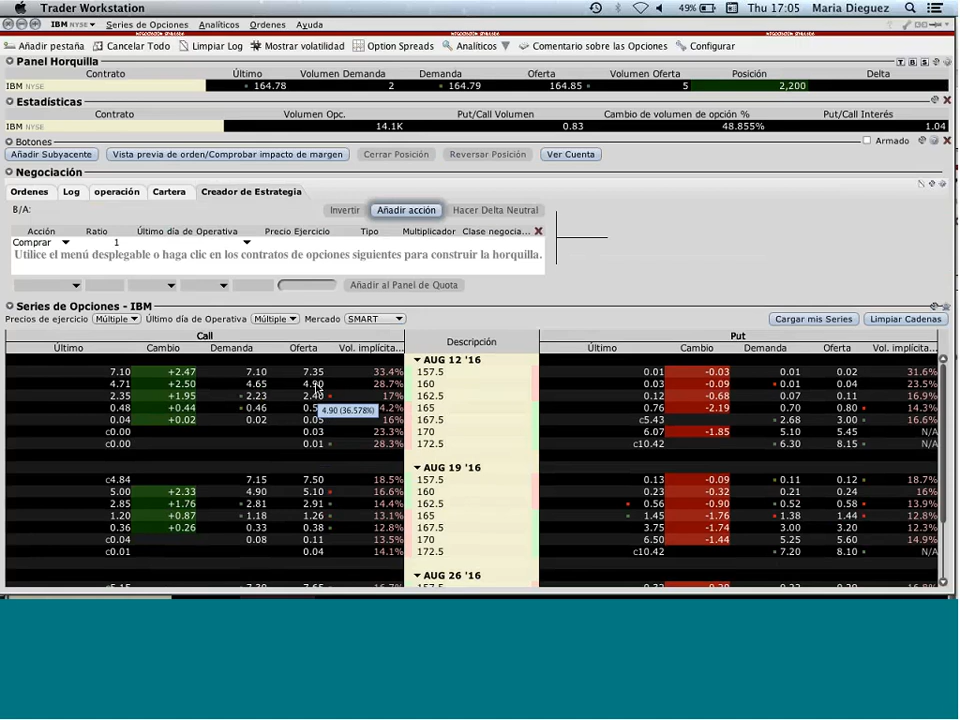 Trader Workstation 49% Thu 17:05 Maria Dieguez
IBM NYSE Series de Opciones Analíticos Ordenes Ayuda
Añadir pestaña Cancelar Todo Limpiar Log Mostrar volatilidad Option Spreads Analíticos Comentario sobre las Opciones Configurar
Panel Horquilla T B S
Contrato Último Volumen Demanda Demanda Oferta Volumen Oferta Posición Delta
IBM NYSE 164.78 2 164.79 164.85 5 2,200
Estadísticas
Contrato Volumen Opc. Put/Call Volumen Cambio de volumen de opción % Put/Call Interés
IBM NYSE 14.1K 0.83 48.855% 1.04
Botones Armado
Añadir Subyacente Vista previa de orden/Comprobar impacto de margen Cerrar Posición Reversar Posición Ver Cuenta
Negociación
Ordenes Log operación Cartera Creador de Estrategia
B/A: Invertir Añadir acción Hacer Delta Neutral
Acción Ratio Último día de Operativa Precio Ejercicio Tipo Multiplicador Clase negocia...
Comprar 1
Utilice el menú desplegable o haga clic en los contratos de opciones siguientes para construir la horquilla.
Añadir al Panel de Quota
Series de Opciones - IBM
Precios de ejercicio Múltiple Último día de Operativa Múltiple Mercado SMART Cargar mis Series Limpiar Cadenas
Call Descripción Put
Último Cambio Demanda Oferta Vol. implícita... Último Cambio Demanda Oferta Vol. implícita...
AUG 12 '16
7.10 +2.47 7.10 7.35 33.4% 157.5 0.01 -0.03 0.01 0.02 31.6%
4.71 +2.50 4.65 4.90 28.7% 160 0.03 -0.09 0.01 0.04 23.5%
2.35 +1.95 2.23 2.40 17% 162.5 0.12 -0.68 0.07 0.11 16.9%
4.90 (36.578%)
0.48 +0.44 0.46 4.2% 165 0.76 -2.19 0.70 0.80 14.3%
0.04 +0.02 0.02 0.05 16% 167.5 c5.43 2.68 3.00 16.6%
c0.00 0.03 23.3% 170 6.07 -1.85 5.10 5.45 N/A
c0.00 0.01 28.3% 172.5 c10.42 6.30 8.15 N/A
AUG 19 '16
c4.84 7.15 7.50 18.5% 157.5 0.13 -0.09 0.11 0.12 18.7%
5.00 +2.33 4.90 5.10 16.6% 160 0.23 -0.32 0.21 0.24 16%
2.85 +1.76 2.81 2.91 14.4% 162.5 0.56 -0.90 0.52 0.58 13.9%
1.20 +0.87 1.18 1.26 13.1% 165 1.45 -1.76 1.38 1.44 12.8%
0.36 +0.26 0.33 0.38 12.8% 167.5 3.75 -1.74 3.00 3.20 12.3%
c0.04 0.08 0.11 13.5% 170 6.50 -1.44 5.25 5.60 14.9%
c0.01 0.04 14.1% 172.5 c10.42 7.20 8.10 N/A
AUG 26 '16